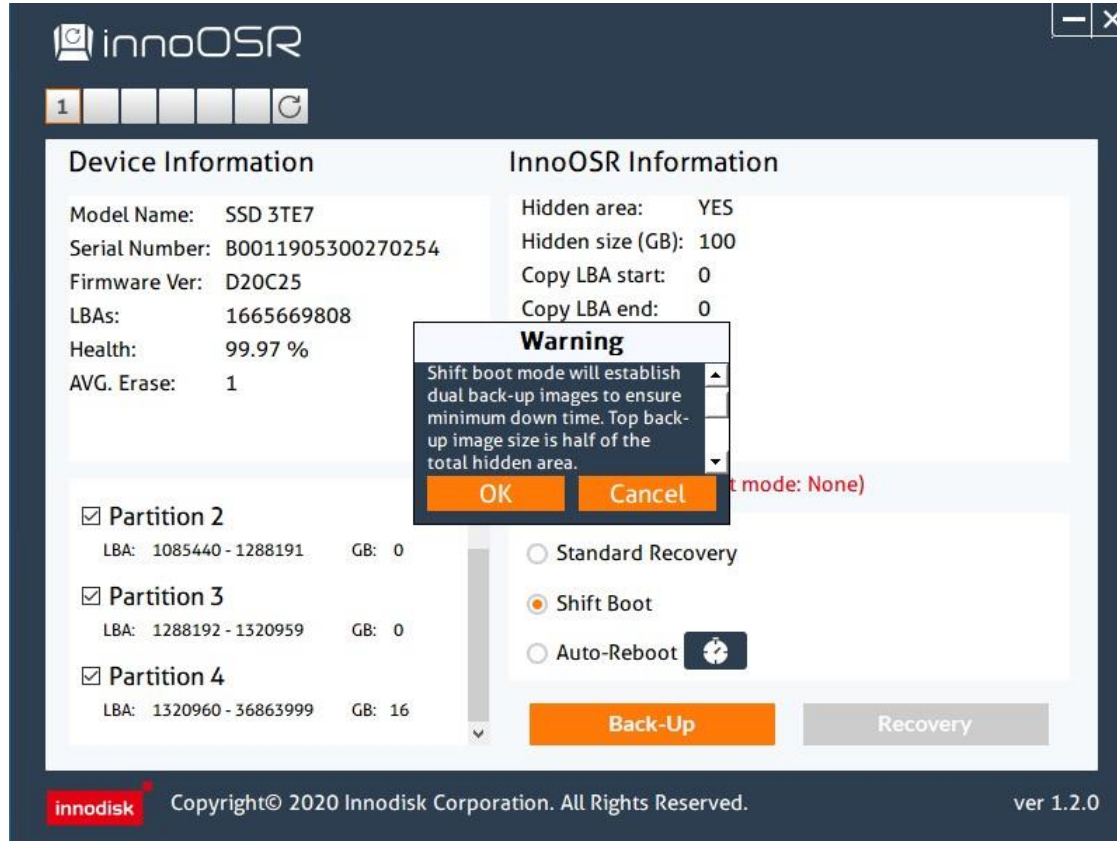 innoOSR
1
Device Information
Model Name: SSD 3TE7
Serial Number: B0011905300270254
Firmware Ver: D20C25
LBAs: 1665669808
Health: 99.97 %
AVG. Erase: 1
InnoOSR Information
Hidden area: YES
Hidden size (GB): 100
Copy LBA start: 0
Copy LBA end: 0
Warning
Shift boot mode will establish
dual back-up images to ensure
minimum down time. Top back-
up image size is half of the
total hidden area.
OK Cancel
t mode: None)
Partition 2
LBA: 1085440 - 1288191 GB: 0
Partition 3
LBA: 1288192 - 1320959 GB: 0
Partition 4
LBA: 1320960 - 36863999 GB: 16
Standard Recovery
Shift Boot
Auto-Reboot
Back-Up Recovery
innodisk Copyright© 2020 Innodisk Corporation. All Rights Reserved. ver 1.2.0